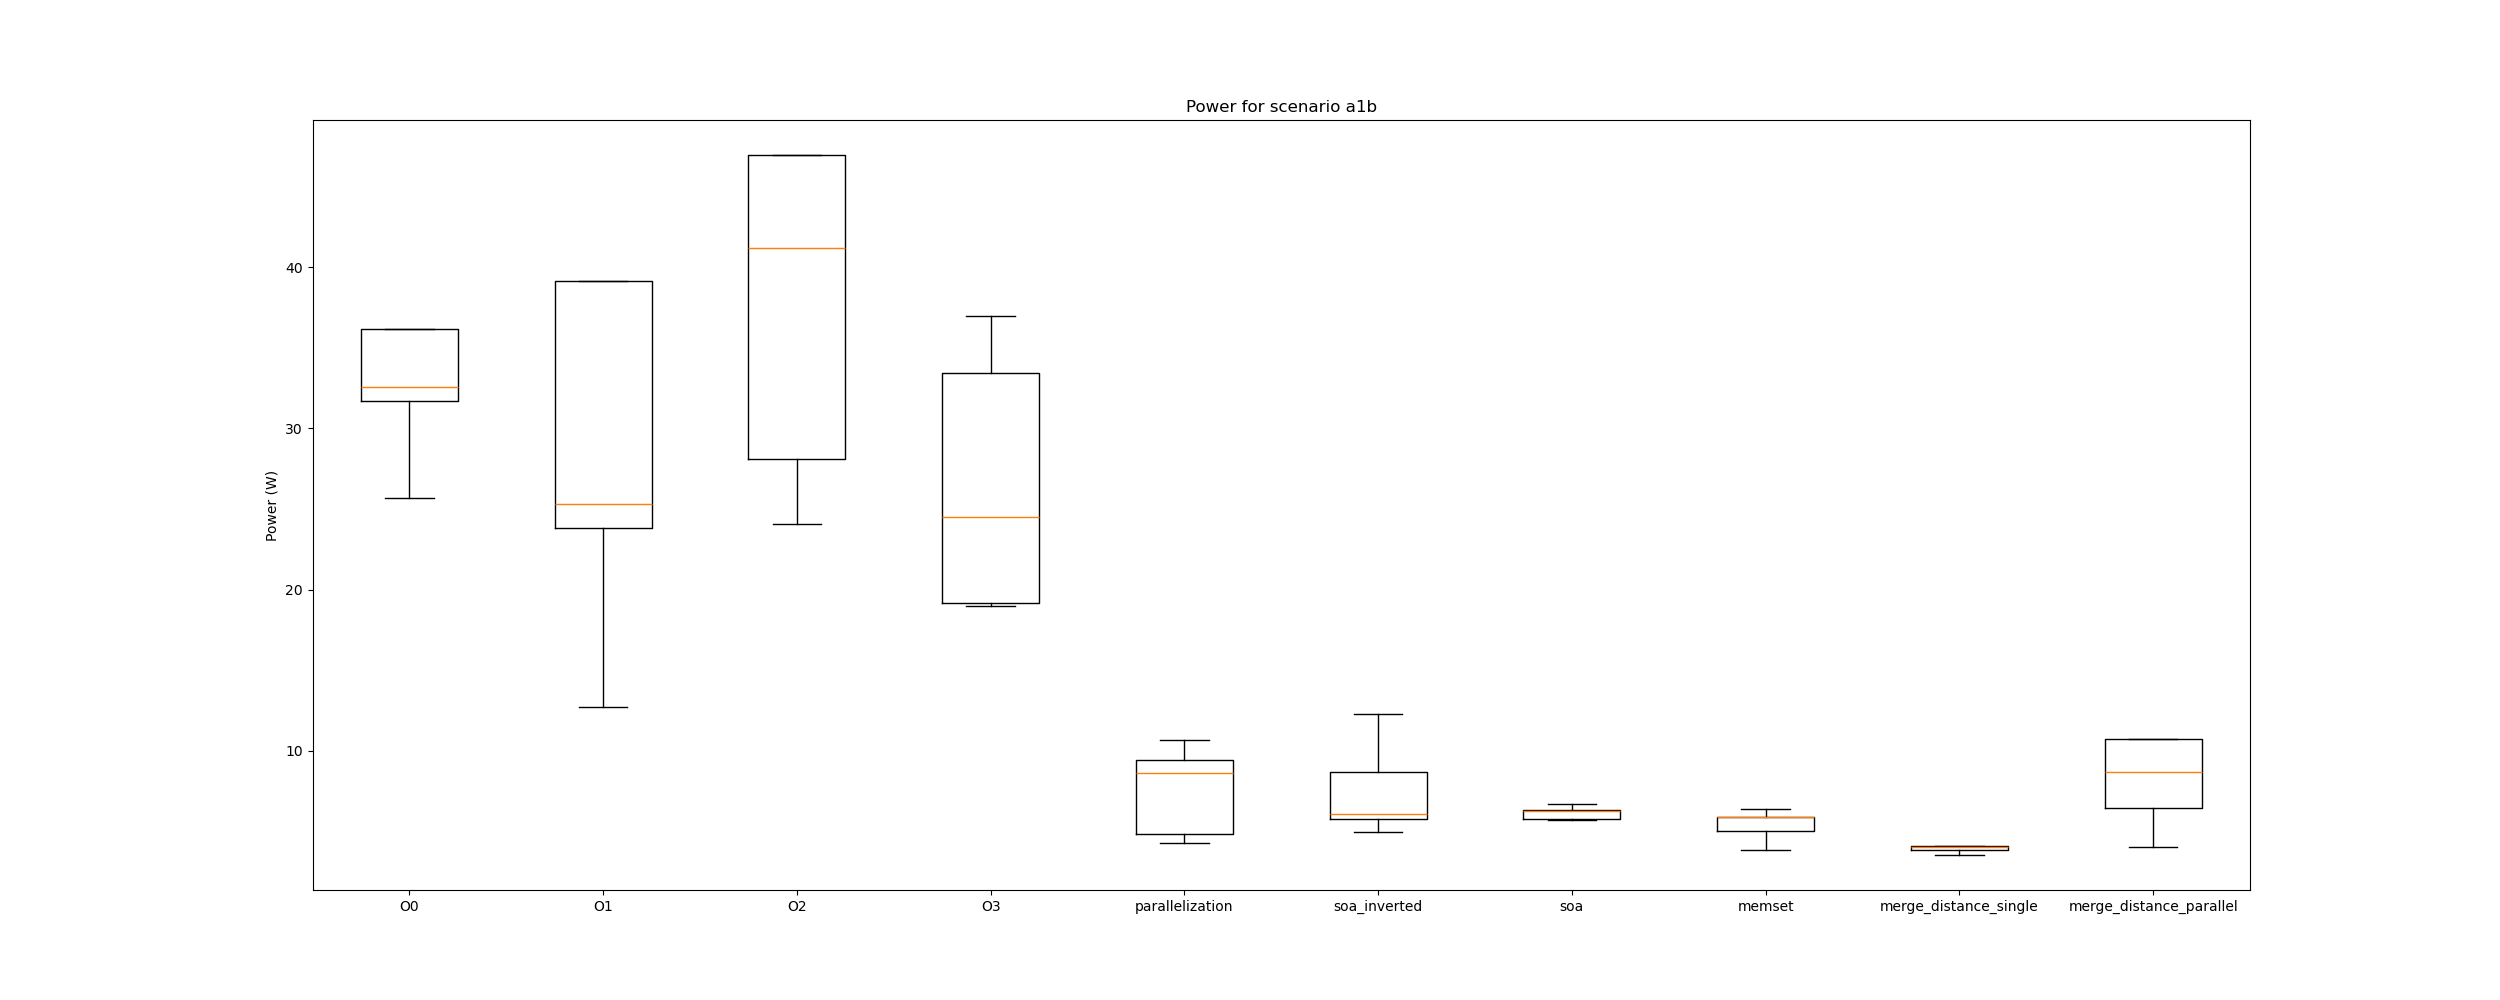 Power for scenario a1b
40
30
20
10
Power (W)
O0 O1 O2 O3 parallelization soa_inverted soa memset merge_distance_single merge_distance_parallel